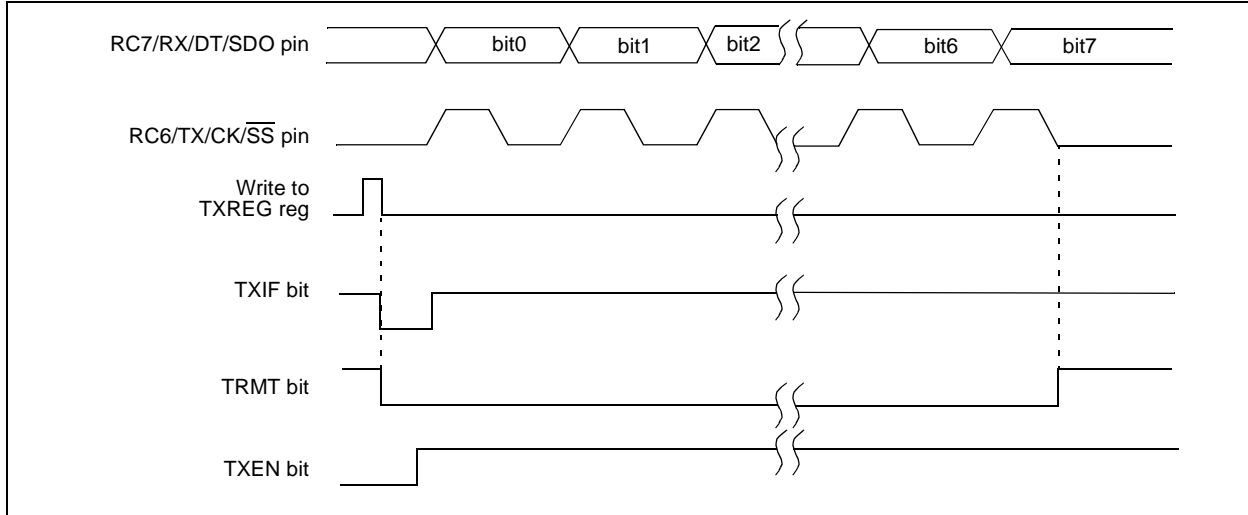 RC7/RX/DT/SDO pin
bit0 bit1 bit2 bit6 bit7
RC6/TX/CK/SS pin
Write to
TXREG reg
TXIF bit
TRMT bit
TXEN bit